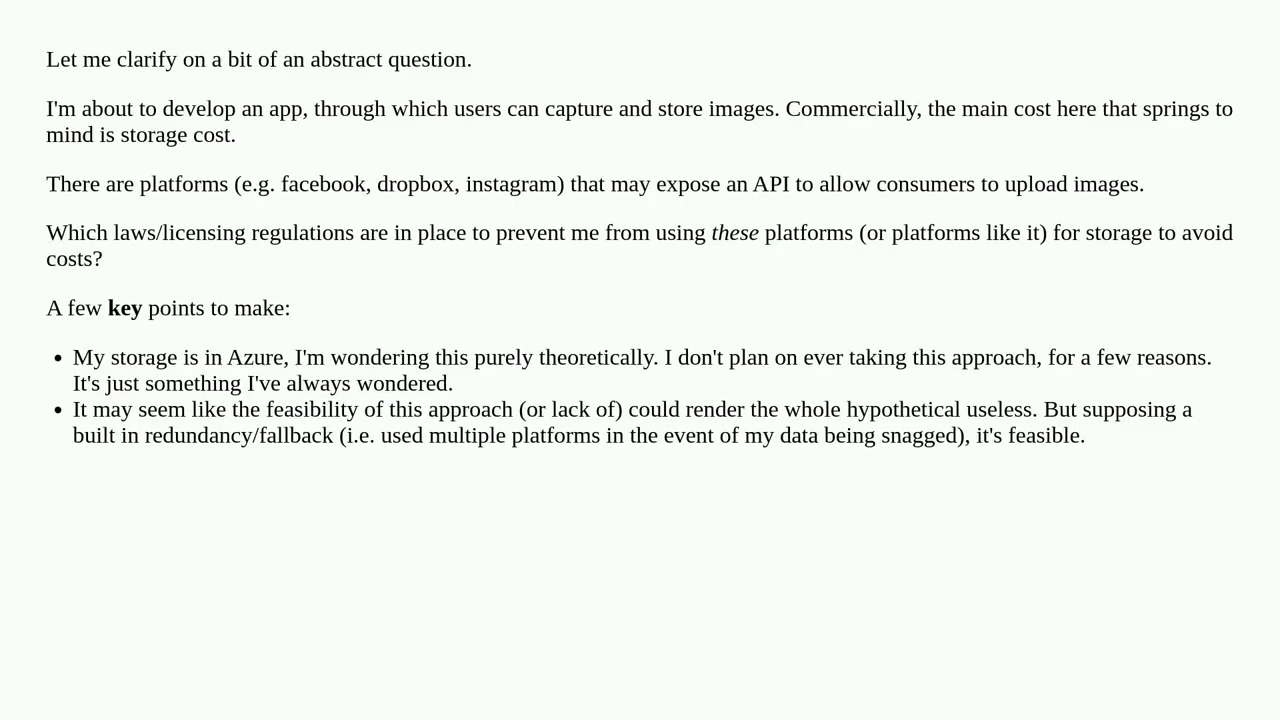 Let me clarify on a bit of an abstract question.
I'm about to develop an app, through which users can capture and store images. Commercially, the main cost here that springs to
mind is storage cost.
There are platforms (e.g. facebook, dropbox, instagram) that may expose an API to allow consumers to upload images.
Which laws/licensing regulations are in place to prevent me from using these platforms (or platforms like it) for storage to avoid
costs?
A few key points to make:
• My storage is in Azure, I'm wondering this purely theoretically. I don't plan on ever taking this approach, for a few reasons.
It's just something I've always wondered.
• It may seem like the feasibility of this approach (or lack of) could render the whole hypothetical useless. But supposing a
built in redundancy/fallback (i.e. used multiple platforms in the event of my data being snagged), it's feasible.